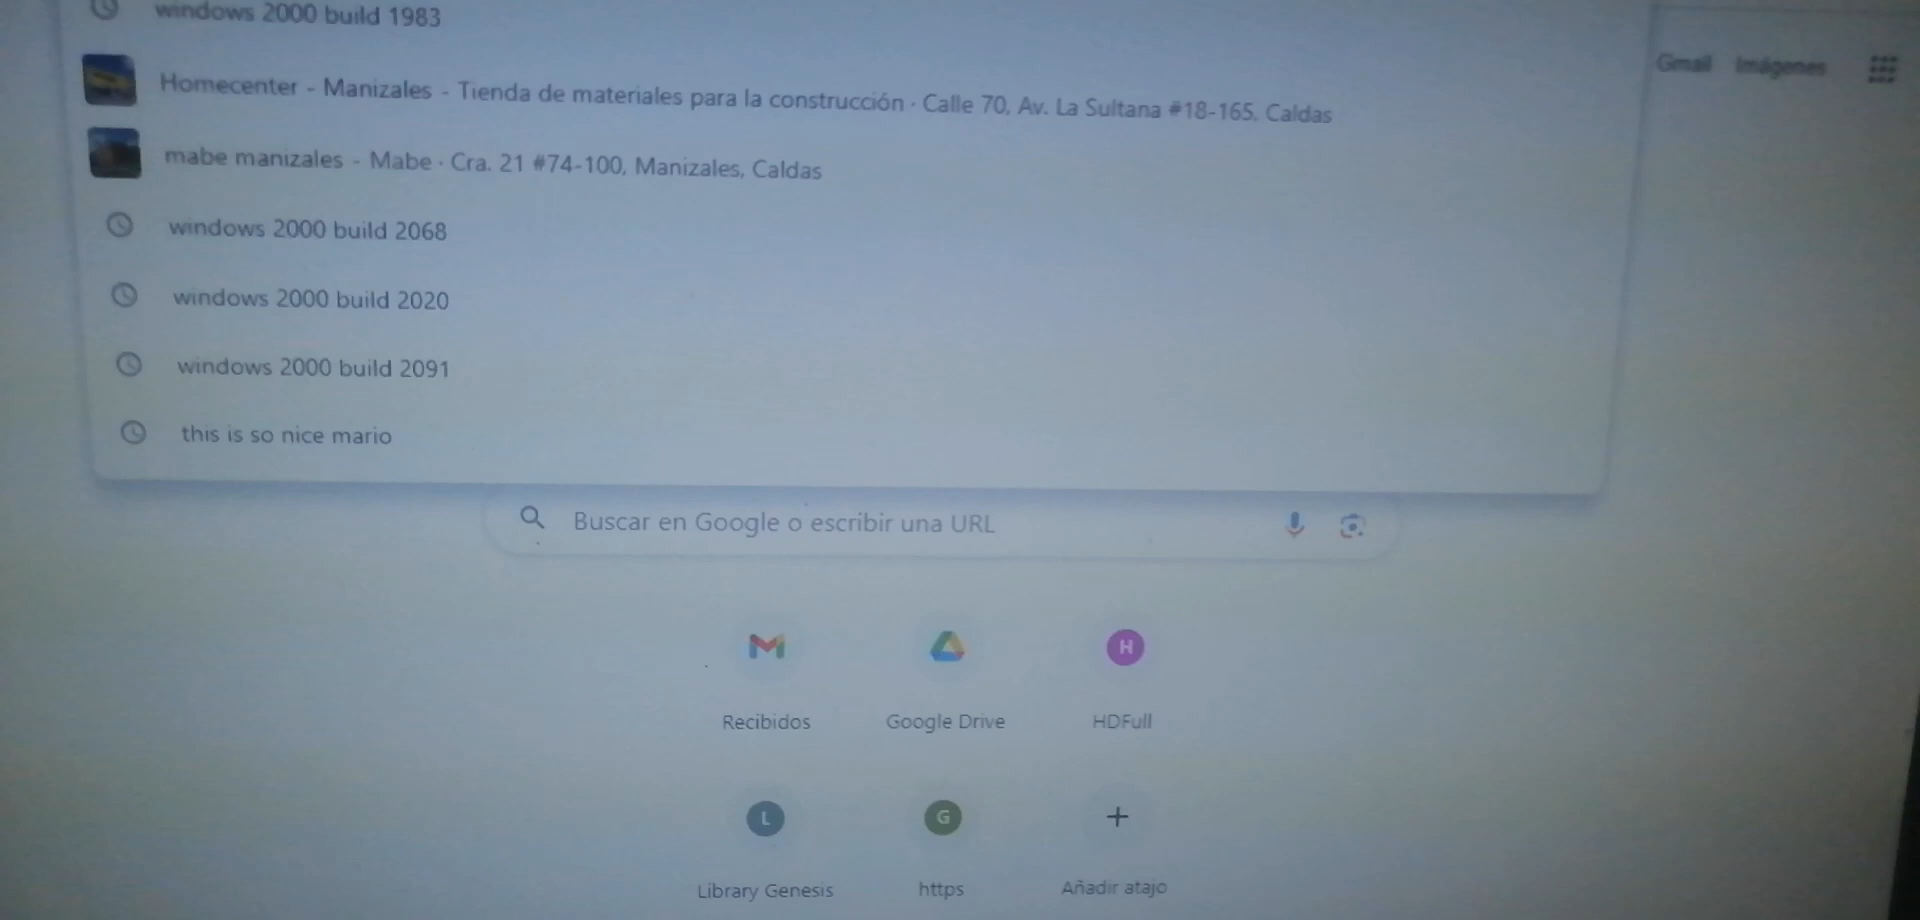 windows 2000 build 1983
Gmail Imágenes
Homecenter - Manizales - Tienda de materiales para la construcción · Calle 70, Av. La Sultana #18-165, Caldas
mabe manizales - Mabe · Cra. 21 #74-100, Manizales, Caldas
windows 2000 build 2068
windows 2000 build 2020
windows 2000 build 2091
this is so nice mario
Buscar en Google o escribir una URL
H
Recibidos Google Drive HDFull
L G
Library Genesis https Añadir atajo